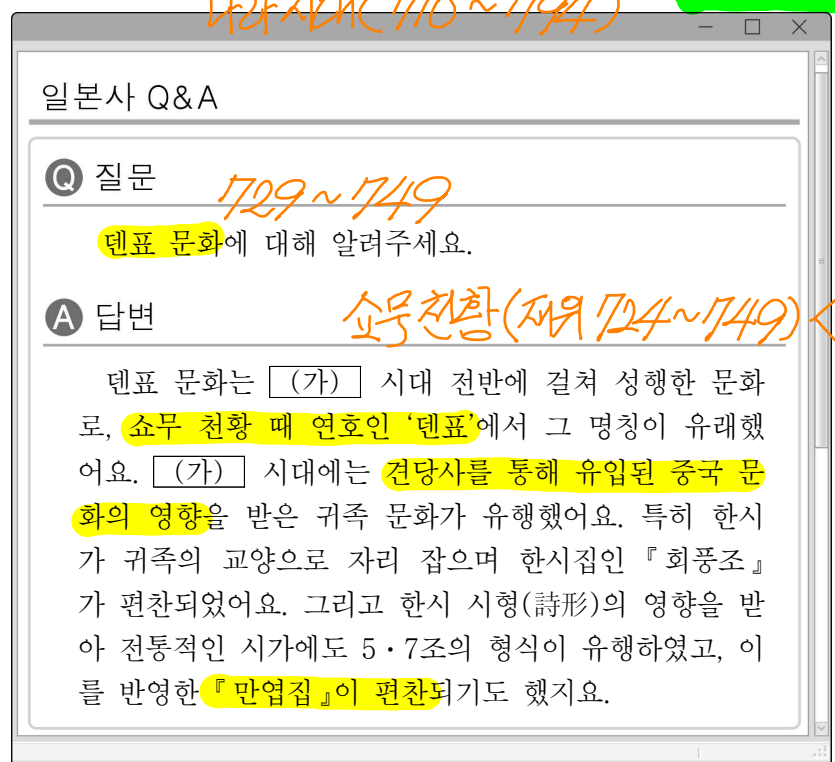 나라시대(710~794)
일본사 Q&A
Q 질문
729~749
덴표 문화에 대해 알려주세요.
A 답변
쇼무천황(재위 724~749)<
덴표 문화는 (가) 시대 전반에 걸쳐 성행한 문화
로, 쇼무 천황 때 연호인 ‘덴표’에서 그 명칭이 유래했
어요. (가) 시대에는 견당사를 통해 유입된 중국 문
화의 영향을 받은 귀족 문화가 유행했어요. 특히 한시
가 귀족의 교양으로 자리 잡으며 한시집인 『회풍조』
가 편찬되었어요. 그리고 한시 시형(詩形)의 영향을 받
아 전통적인 시가에도 5·7조의 형식이 유행하였고, 이
를 반영한 『만엽집』이 편찬되기도 했지요.